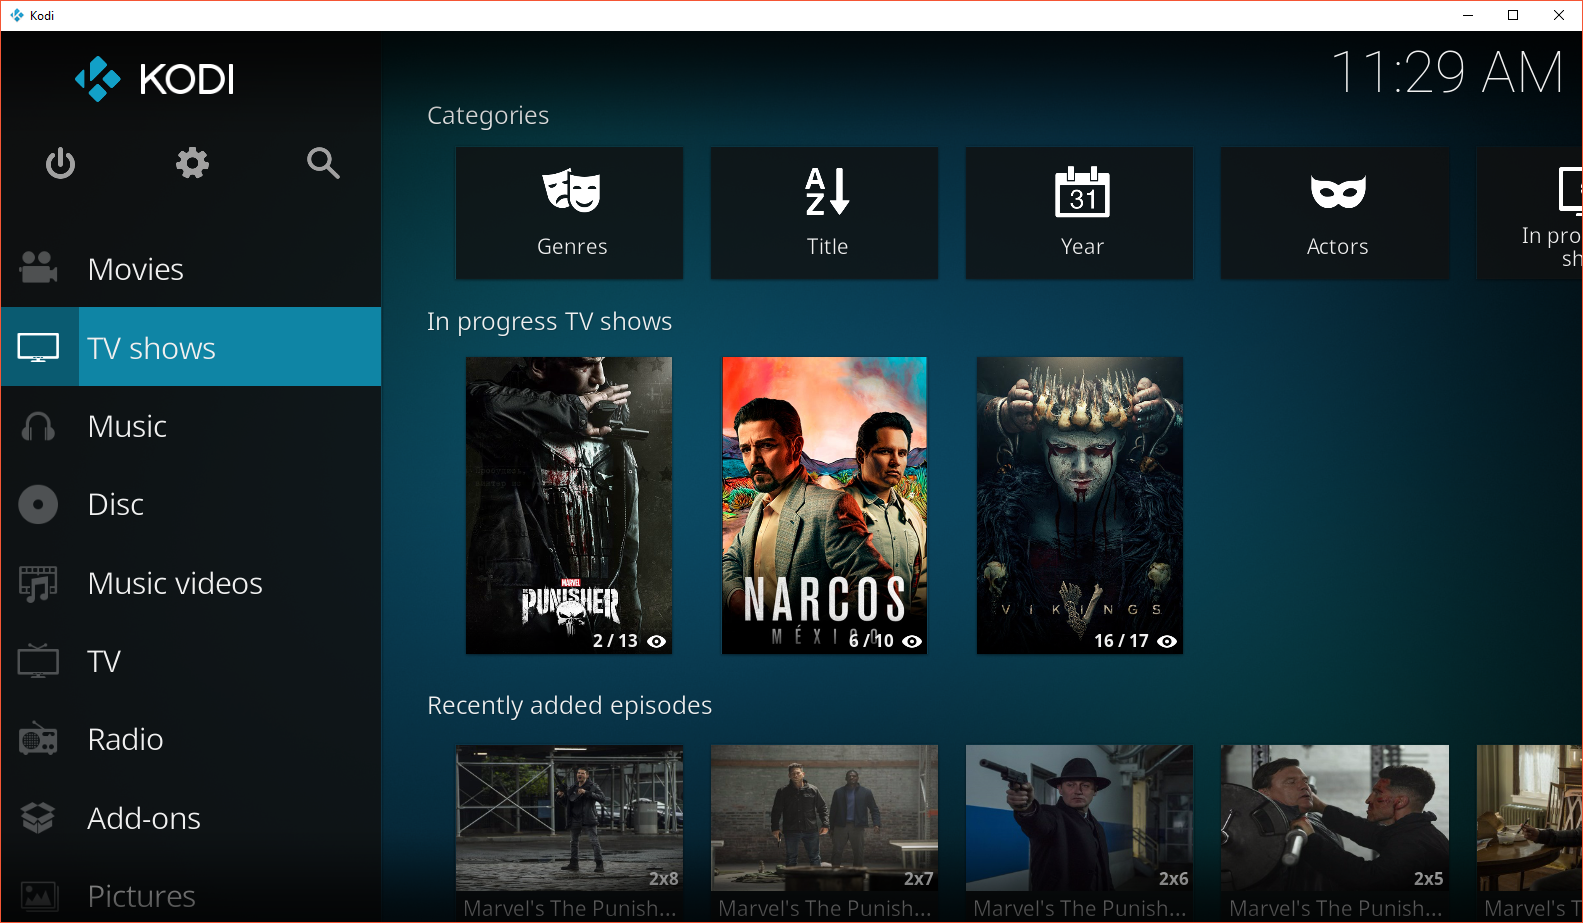 Kodi
KODI
11:29 AM
Movies
TV shows
Music
Disc
Music videos
TV
Radio
Add-ons
Pictures
Categories
Genres
A
Z
Title
31
Year
Actors
In pro
sh
In progress TV shows
MARVEL
PUNISHER
2 / 13
NARCOS
MÉXICO
6 / 10
VIKINGS
16 / 17
Recently added episodes
2x8
Marvel's The Punish...
2x7
Marvel's The Punish...
2x6
Marvel's The Punish...
2x5
Marvel's The Punish...
Marvel's T